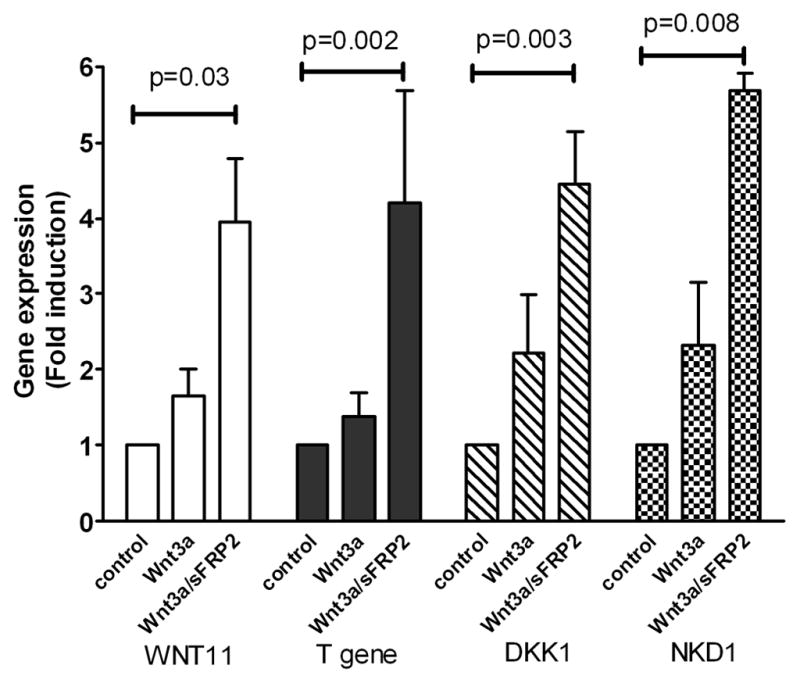 p=0.03
p=0.002
p=0.003
p=0.008
Gene expression
(Fold induction)
6
5
4
3
2
1
0
control
Wnt3a
Wnt3a/sFRP2
control
Wnt3a
Wnt3a/sFRP2
control
Wnt3a
Wnt3a/sFRP2
control
Wnt3a
Wnt3a/sFRP2
WNT11
T gene
DKK1
NKD1